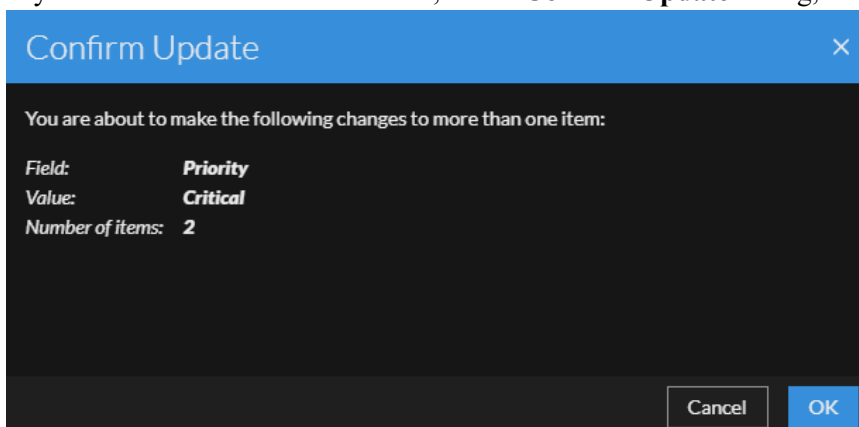 Confirm Update
You are about to make the following changes to more than one item:
Field: Priority
Value: Critical
Number of items: 2
Cancel OK